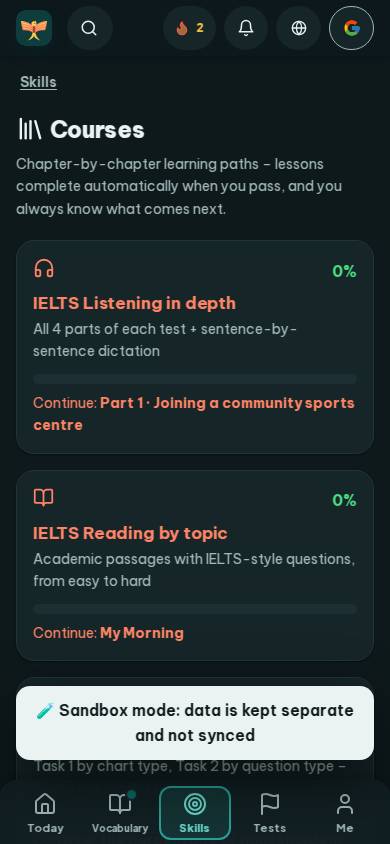 2
Skills
Courses
Chapter-by-chapter learning paths – lessons
complete automatically when you pass, and you
always know what comes next.
0%
IELTS Listening in depth
All 4 parts of each test + sentence-by-
sentence dictation
Continue: Part 1 · Joining a community sports
centre
0%
IELTS Reading by topic
Academic passages with IELTS-style questions,
from easy to hard
Continue: My Morning
🧪 Sandbox mode: data is kept separate
and not synced
Task 1 by chart type, Task 2 by question type –
Today
Vocabulary
Skills
Tests
Me